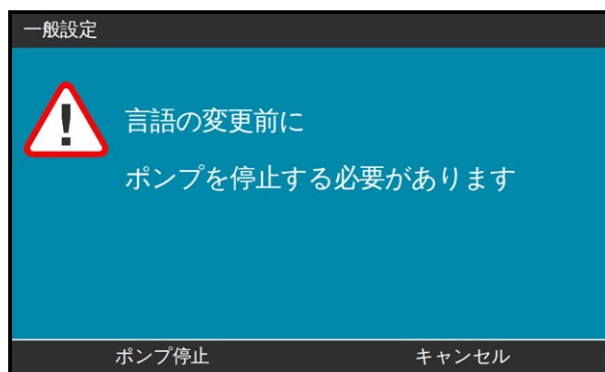 一般設定
言語の変更前に
ポンプを停止する必要があります
ポンプ停止
キャンセル